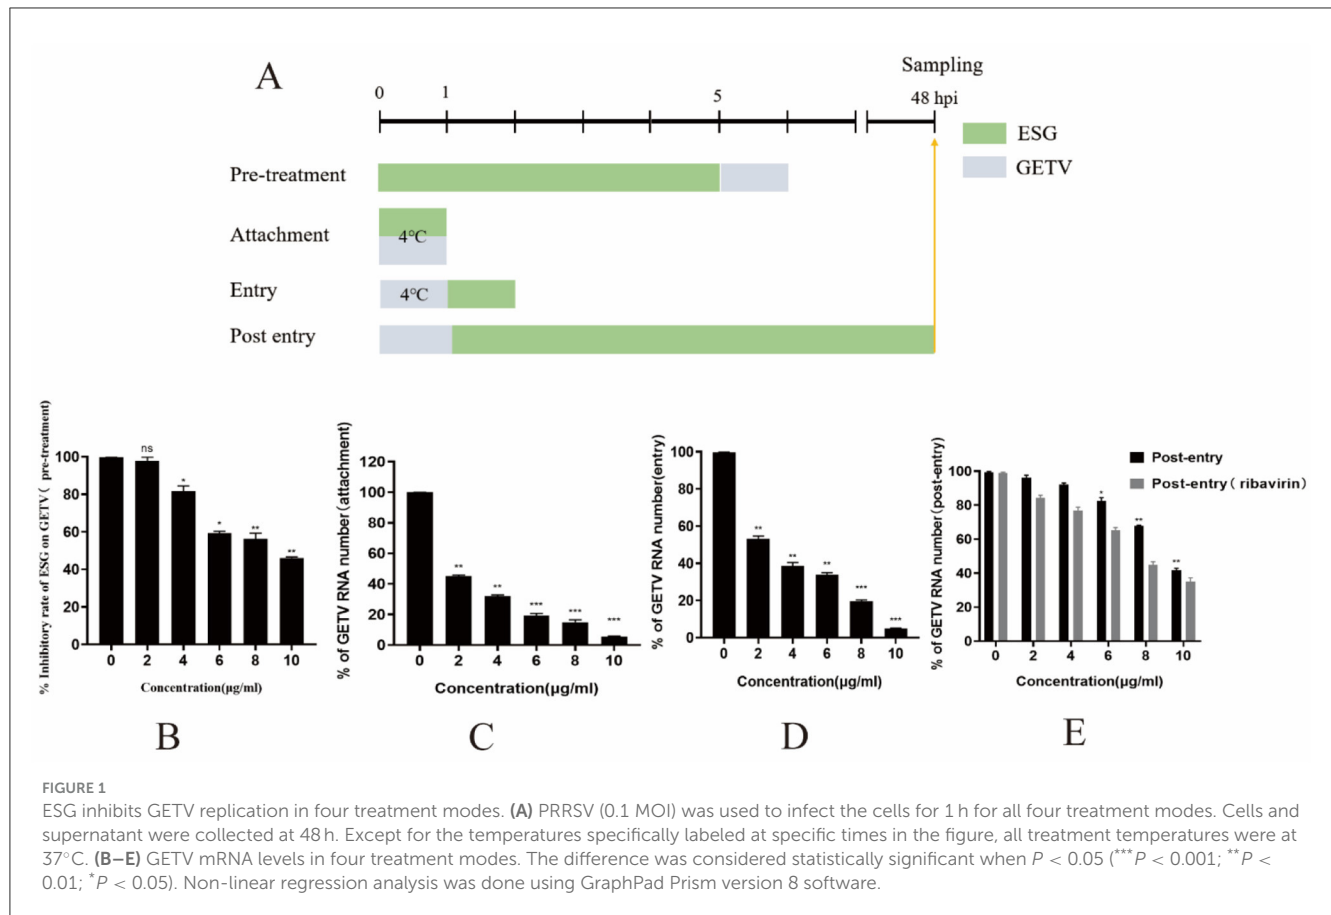 A
Sampling
0 1 5 48 hpi
ESG
GETV
Pre-treatment
Attachment
4°C
Entry
4°C
Post entry
% Inhibitory rate of ESG on GETV( pre-treatment)
100
80
60
40
20
0
ns
*
*
**
**
0 2 4 6 8 10
Concentration(μg/ml)
B
% of GETV RNA number(attachment)
120
100
80
60
40
20
0
**
**
***
***
***
0 2 4 6 8 10
Concentration(μg/ml)
C
% of GETV RNA number(entry)
100
80
60
40
20
0
**
**
**
***
***
0 2 4 6 8 10
Concentration(μg/ml)
D
% of GETV RNA number(post-entry)
100
80
60
40
20
0
*
**
**
Post-entry
Post-entry( ribavirin)
0 2 4 6 8 10
Concentration(μg/ml)
E
FIGURE 1
ESG inhibits GETV replication in four treatment modes. (A) PRRSV (0.1 MOI) was used to infect the cells for 1 h for all four treatment modes. Cells and
supernatant were collected at 48 h. Except for the temperatures specifically labeled at specific times in the figure, all treatment temperatures were at
37°C. (B–E) GETV mRNA levels in four treatment modes. The difference was considered statistically significant when P < 0.05 (***P < 0.001; **P <
0.01; *P < 0.05). Non-linear regression analysis was done using GraphPad Prism version 8 software.